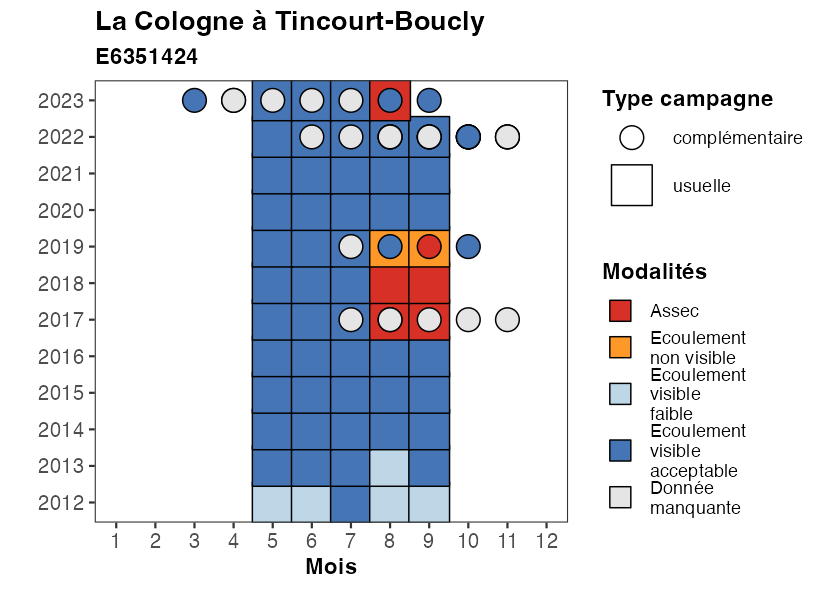 La Cologne à Tincourt-Boucly
E6351424
2023
2022
2021
2020
2019
2018
2017
2016
2015
2014
2013
2012
1 2 3 4 5 6 7 8 9 10 11 12
Mois
Type campagne
complémentaire
usuelle
Modalités
Assec
Ecoulement
non visible
Ecoulement
visible
faible
Ecoulement
visible
acceptable
Donnée
manquante